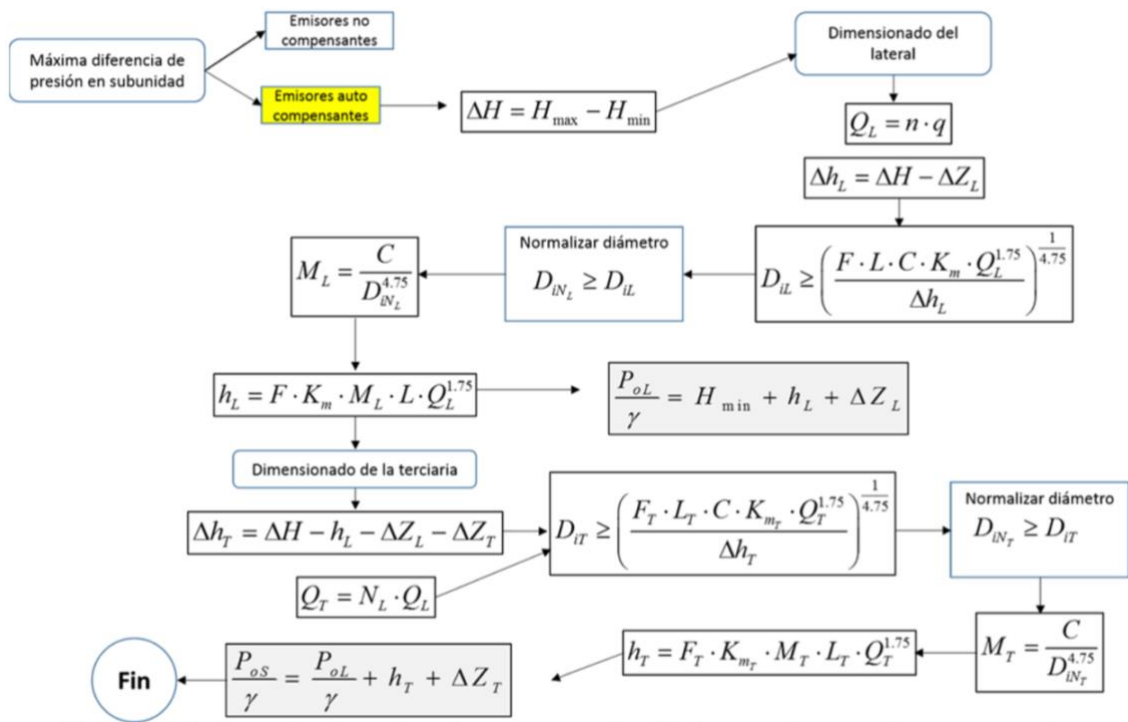 Máxima diferencia de
presión en subunidad
Emisores no
compensantes
Emisores auto
compensantes
ΔH = H_max − H_min
Dimensionado del
lateral
Q_L = n · q
Δh_L = ΔH − ΔZ_L
D_iL ≥ (F · L · C · K_m · Q_L^1.75 / Δh_L)^(1/4.75)
Normalizar diámetro
D_iN_L ≥ D_iL
M_L = C / D_iN_L^4.75
h_L = F · K_m · M_L · L · Q_L^1.75
P_oL / γ = H_min + h_L + ΔZ_L
Dimensionado de la terciaria
Δh_T = ΔH − h_L − ΔZ_L − ΔZ_T
Q_T = N_L · Q_L
D_iT ≥ (F_T · L_T · C · K_m_T · Q_T^1.75 / Δh_T)^(1/4.75)
Normalizar diámetro
D_iN_T ≥ D_iT
M_T = C / D_iN_T^4.75
h_T = F_T · K_m_T · M_T · L_T · Q_T^1.75
P_oS / γ = P_oL / γ + h_T + ΔZ_T
Fin